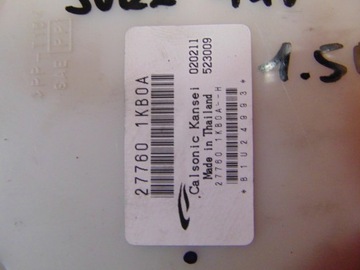 27760 1KB0A
Calsonic Kansei 020211
Made in Thailand 523009
27760 1KB0A--H
*81U24993*
1.5